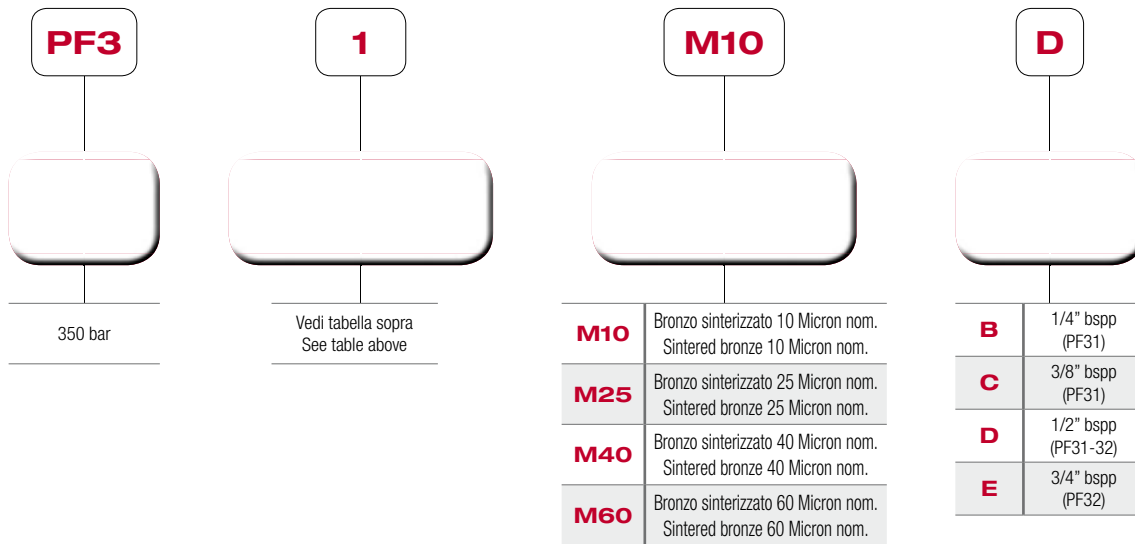 PF3
1
M10
D
350 bar
Vedi tabella sopra
See table above
M10
Bronzo sinterizzato 10 Micron nom.
Sintered bronze 10 Micron nom.
M25
Bronzo sinterizzato 25 Micron nom.
Sintered bronze 25 Micron nom.
M40
Bronzo sinterizzato 40 Micron nom.
Sintered bronze 40 Micron nom.
M60
Bronzo sinterizzato 60 Micron nom.
Sintered bronze 60 Micron nom.
B
1/4” bspp
(PF31)
C
3/8” bspp
(PF31)
D
1/2” bspp
(PF31-32)
E
3/4” bspp
(PF32)